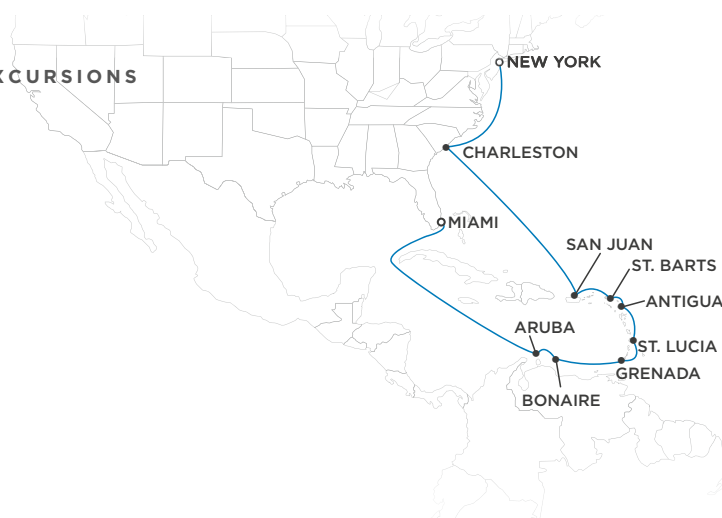 NEW YORK
XCURSIONS
CHARLESTON
MIAMI
SAN JUAN
ST. BARTS
ANTIGUA
ARUBA
ST. LUCIA
GRENADA
BONAIRE